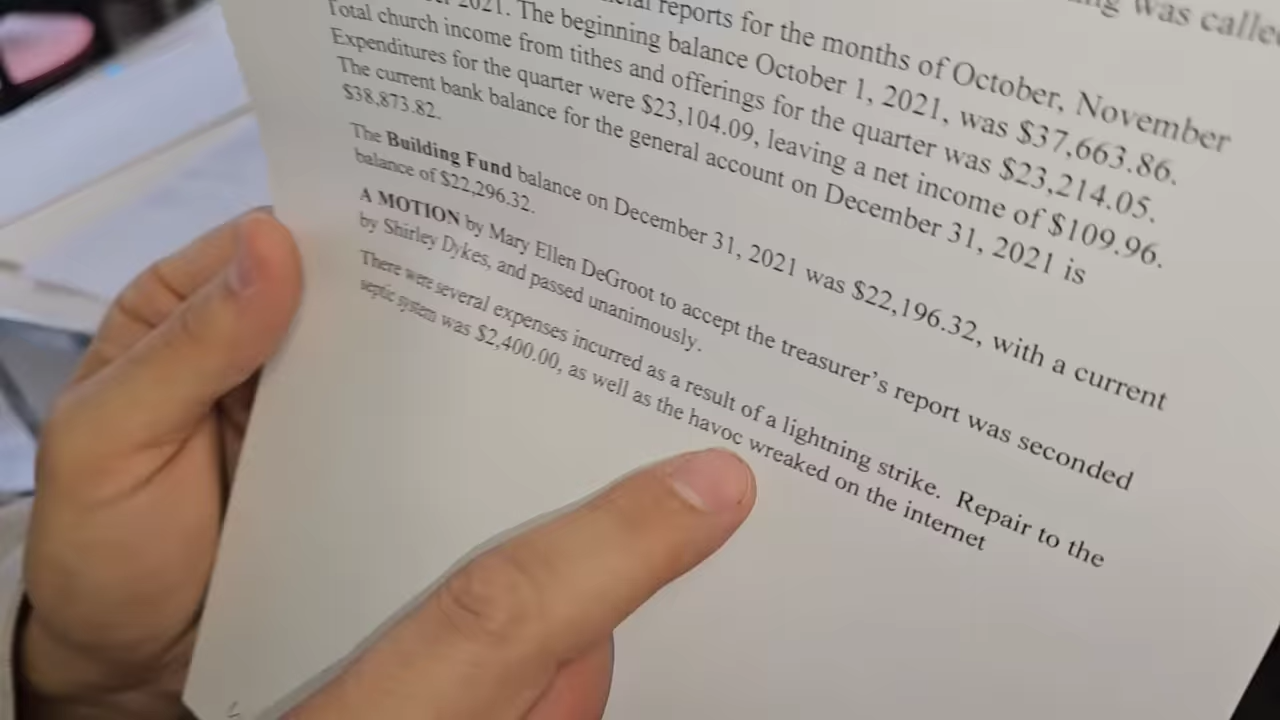 was called
reports for the months of October, November
2021. The beginning balance October 1, 2021, was $37,663.86.
Total church income from tithes and offerings for the quarter was $23,214.05.
Expenditures for the quarter were $23,104.09, leaving a net income of $109.96.
The current bank balance for the general account on December 31, 2021 is
$38,873.82.
The Building Fund balance on December 31, 2021 was $22,196.32, with a current
balance of $22,296.32.
A MOTION by Mary Ellen DeGroot to accept the treasurer's report was seconded
by Shirley Dykes, and passed unanimously.
There were several expenses incurred as a result of a lightning strike. Repair to the
septic system was $2,400.00, as well as the havoc wreaked on the internet